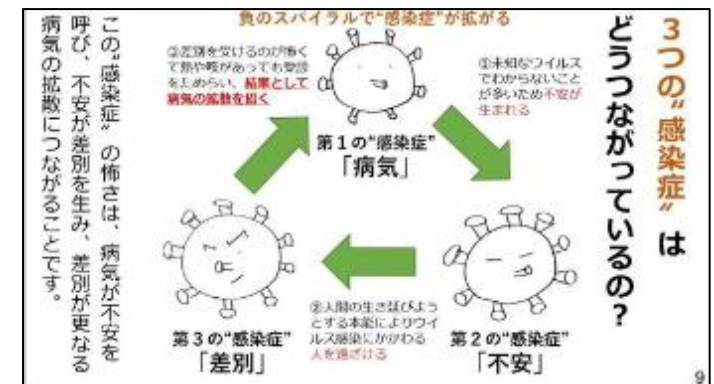 3つの“感染症”は
どうつながっているの？
負のスパイラルで“感染症”が拡がる
①未知なウイルス
でわからないこと
が多いため不安が
生まれる
第1の“感染症”
「病気」
第2の“感染症”
「不安」
②人間の生き延びよう
とする本能によりウイ
ルス感染にかかわる
人を遠ざける
第3の“感染症”
「差別」
③差別を受けるのが怖く
て熱や咳があっても受診
をためらい、結果として
病気の拡散を招く
この“感染症”の怖さは、病気が不安を
呼び、不安が差別を生み、差別が更なる
病気の拡散につながることです。
9